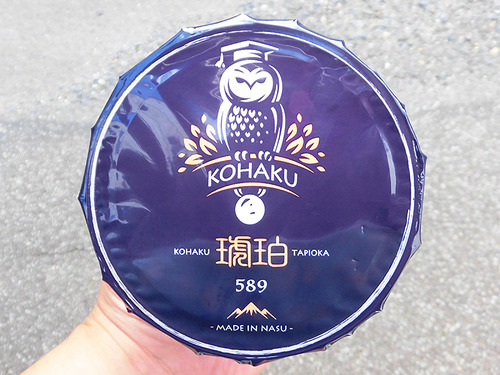 KOHAKU
KOHAKU 琥珀 TAPIOKA
589
- MADE IN NASU -